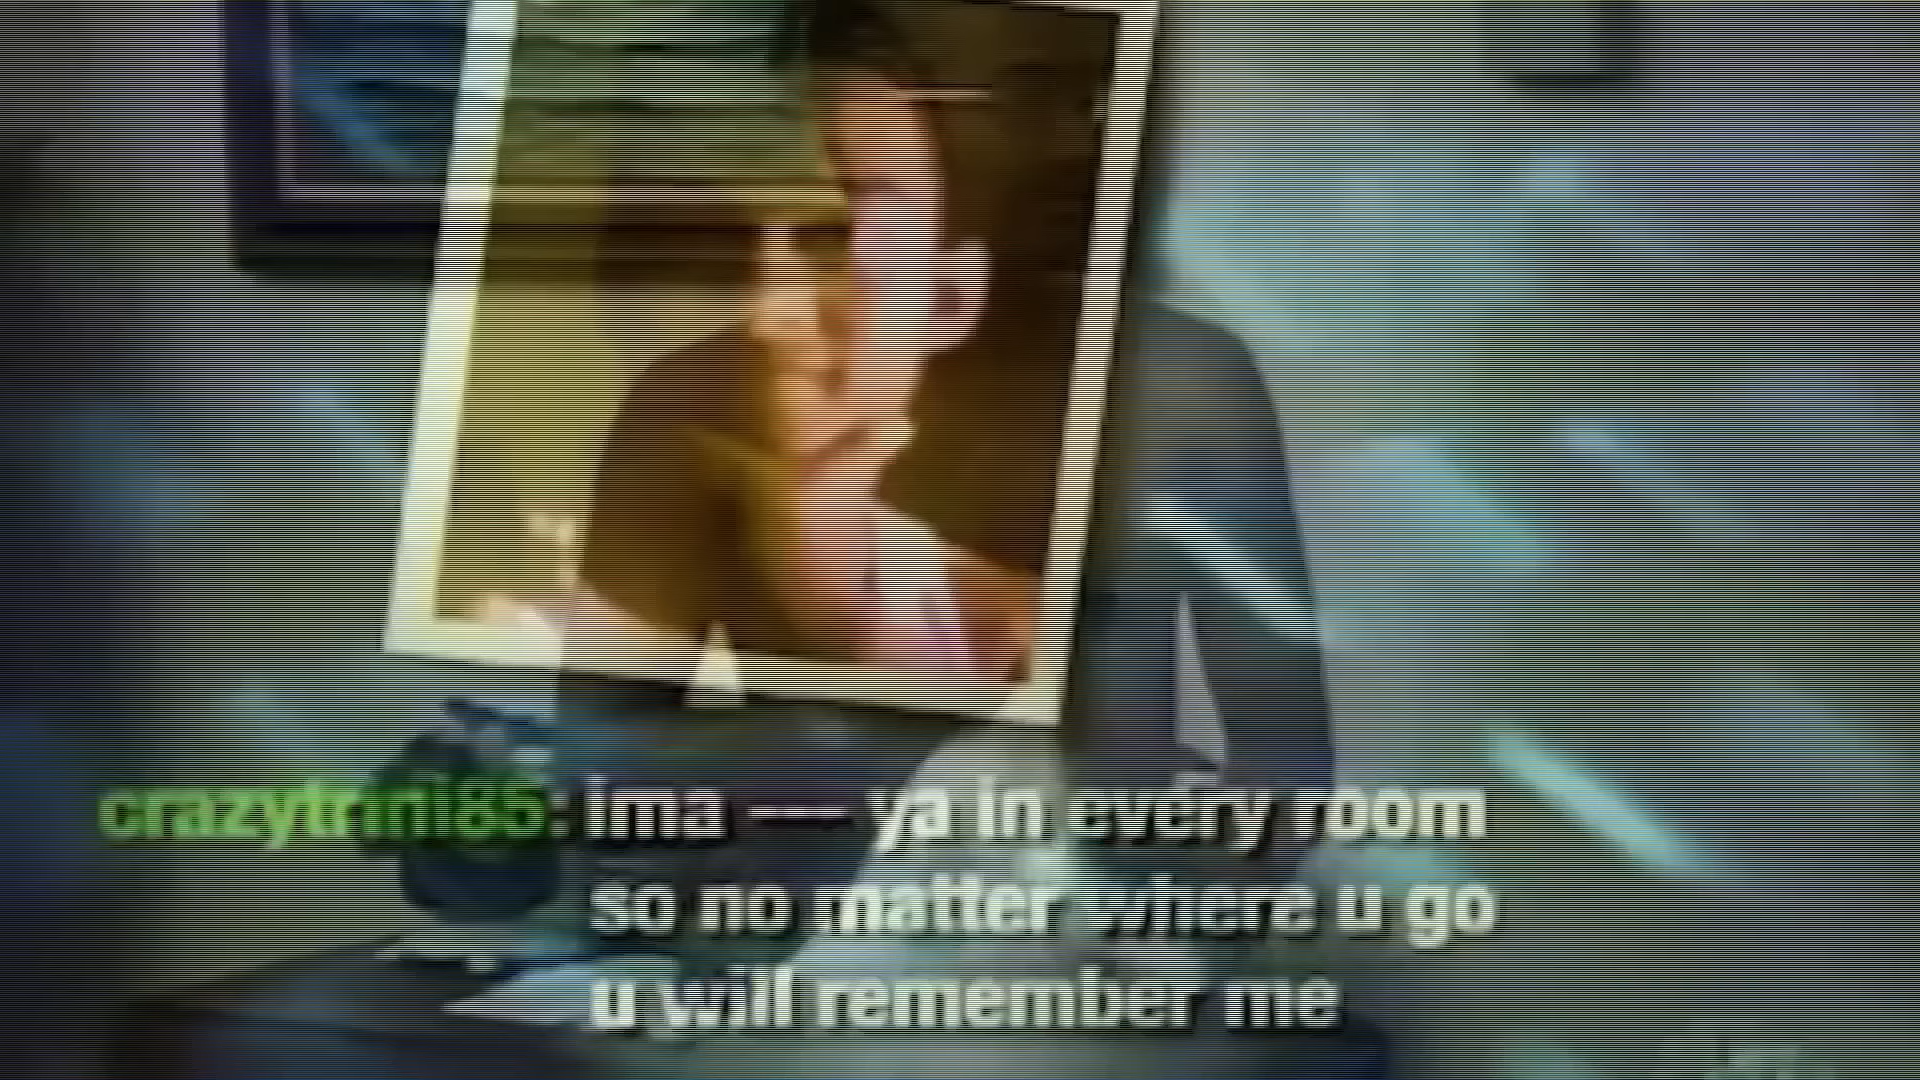 crazytrini85: ima — ya in every room
so no matter where u go
u will remember me